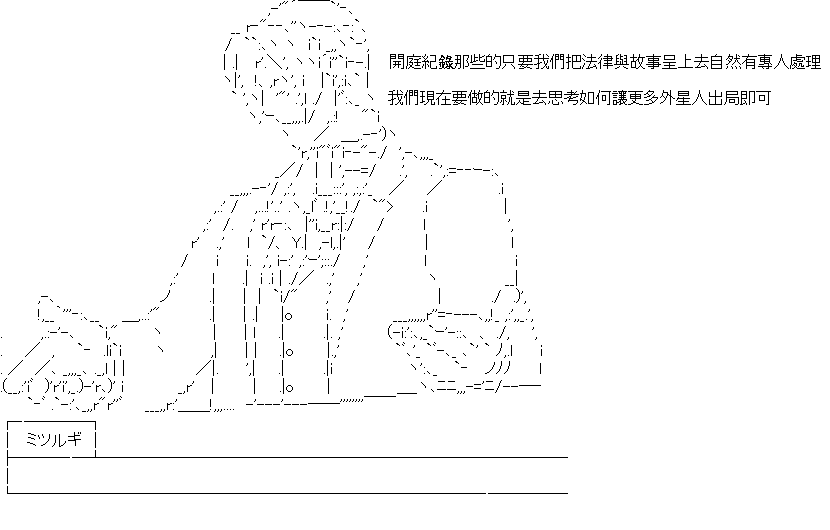 開庭紀錄那些的只要我們把法律與故事呈上去自然有專人處理
我們現在要做的就是去思考如何讓更多外星人出局即可
ミツルギ